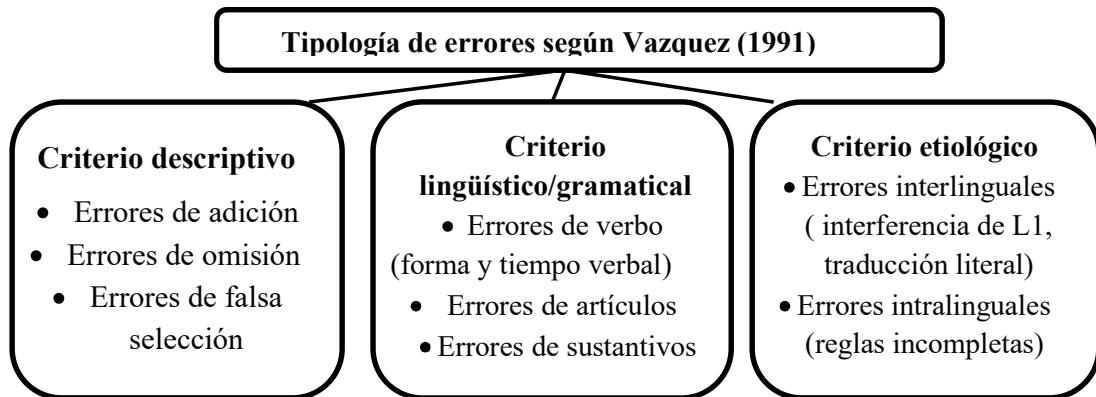 Tipología de errores según Vazquez (1991)
Criterio descriptivo
• Errores de adición
• Errores de omisión
• Errores de falsa
selección
Criterio
lingüístico/gramatical
• Errores de verbo
(forma y tiempo verbal)
• Errores de artículos
• Errores de sustantivos
Criterio etiológico
• Errores interlinguales
( interferencia de L1,
traducción literal)
• Errores intralinguales
(reglas incompletas)